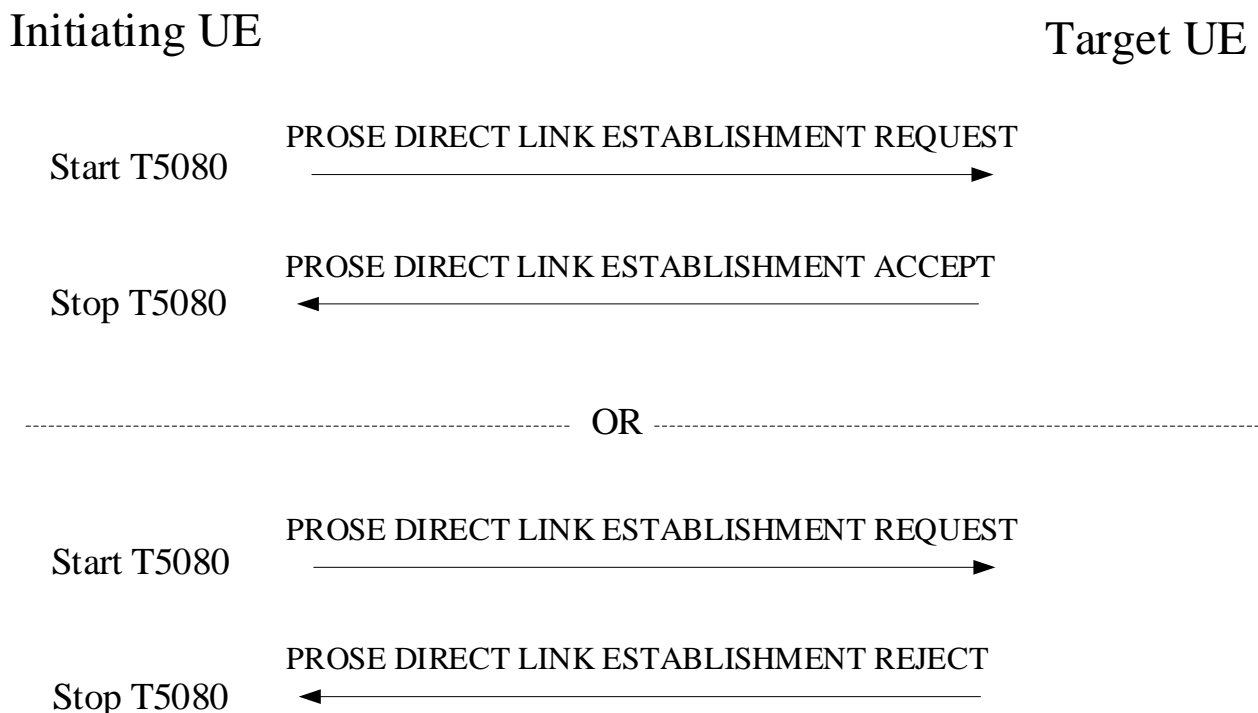 Initiating UE
Target UE
PROSE DIRECT LINK ESTABLISHMENT REQUEST
Start T5080
PROSE DIRECT LINK ESTABLISHMENT ACCEPT
Stop T5080
OR
PROSE DIRECT LINK ESTABLISHMENT REQUEST
Start T5080
PROSE DIRECT LINK ESTABLISHMENT REJECT
Stop T5080